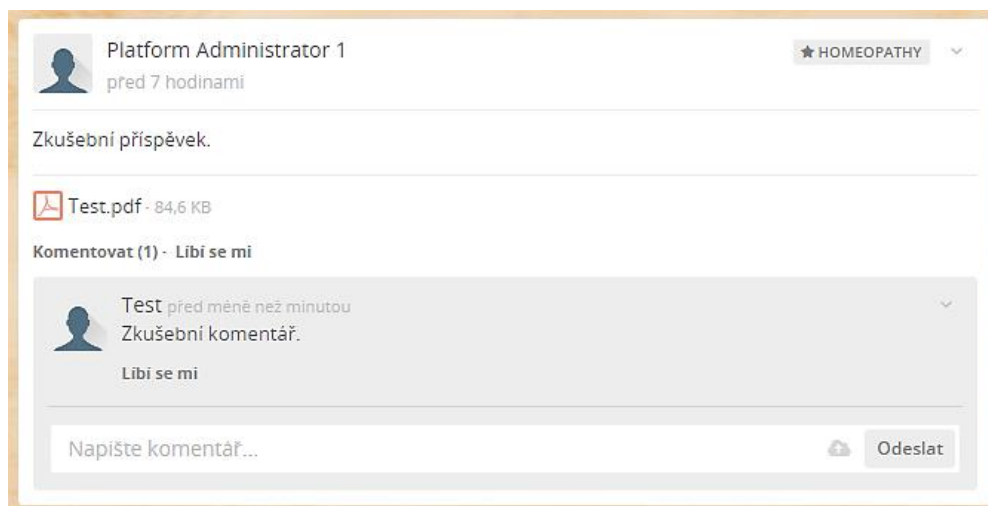 Platform Administrator 1
HOMEOPATHY
před 7 hodinami
Zkušební příspěvek.
Test.pdf - 84,6 KB
Komentovat (1) - Líbí se mi
Test před méně než minutou
Zkušební komentář.
Líbí se mi
Napište komentář...
Odeslat